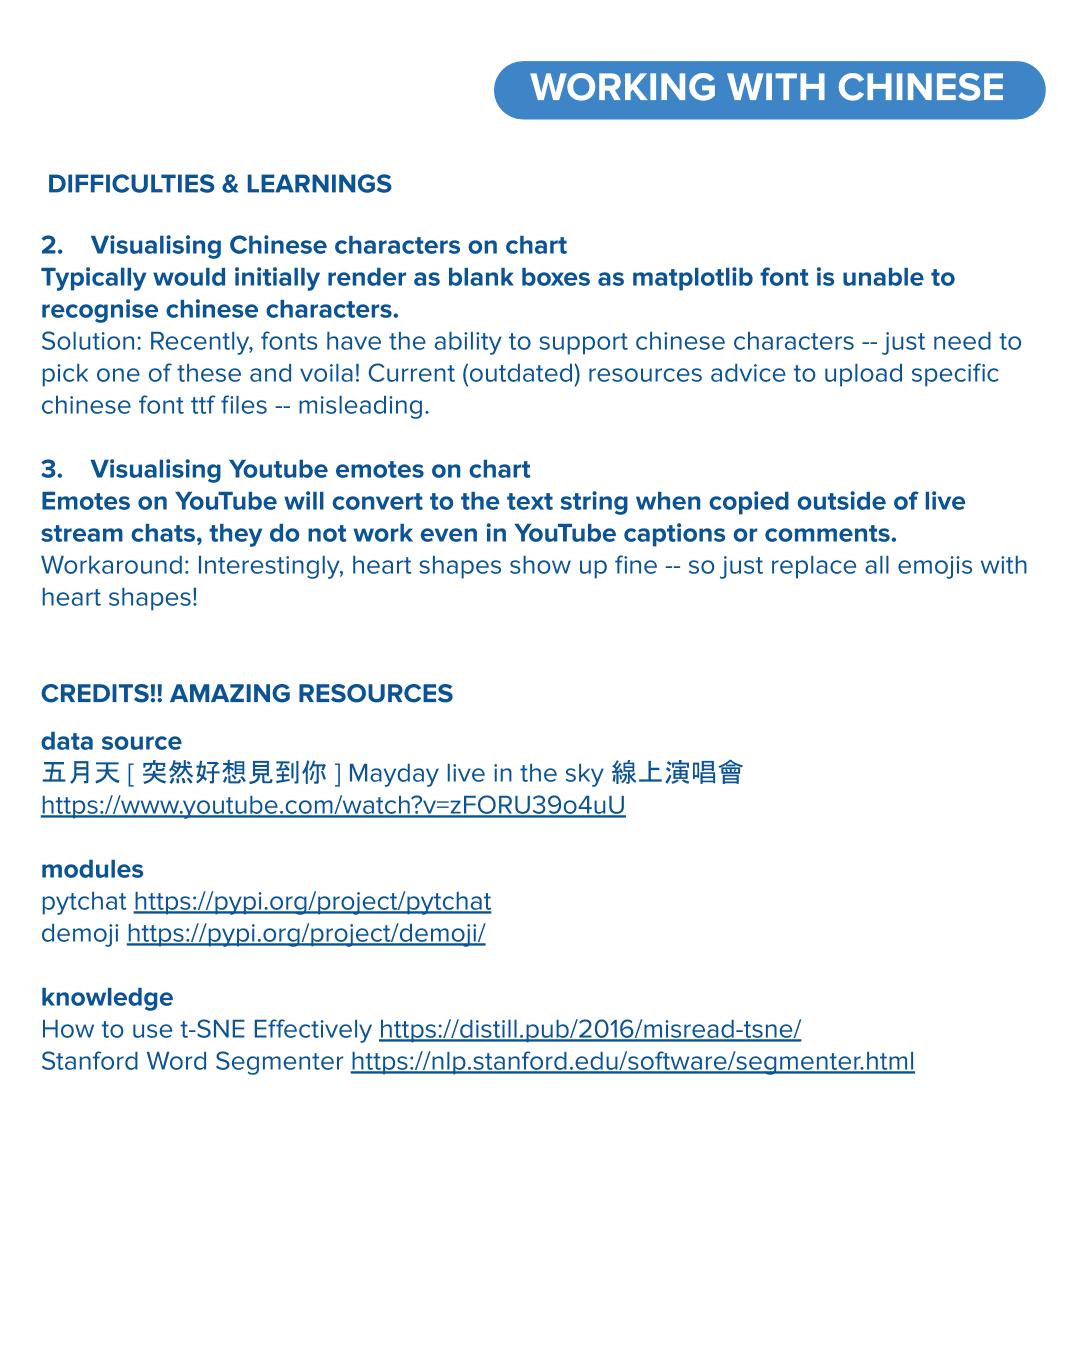 WORKING WITH CHINESE
DIFFICULTIES & LEARNINGS
2. Visualising Chinese characters on chart
Typically would initially render as blank boxes as matplotlib font is unable to
recognise chinese characters.
Solution: Recently, fonts have the ability to support chinese characters -- just need to
pick one of these and voila! Current (outdated) resources advice to upload specific
chinese font ttf files -- misleading.
3. Visualising Youtube emotes on chart
Emotes on YouTube will convert to the text string when copied outside of live
stream chats, they do not work even in YouTube captions or comments.
Workaround: Interestingly, heart shapes show up fine -- so just replace all emojis with
heart shapes!
CREDITS!! AMAZING RESOURCES
data source
五月天 [ 突然好想見到你 ] Mayday live in the sky 線上演唱會
https://www.youtube.com/watch?v=zFORU39o4uU
modules
pytchat https://pypi.org/project/pytchat
demoji https://pypi.org/project/demoji/
knowledge
How to use t-SNE Effectively https://distill.pub/2016/misread-tsne/
Stanford Word Segmenter https://nlp.stanford.edu/software/segmenter.html